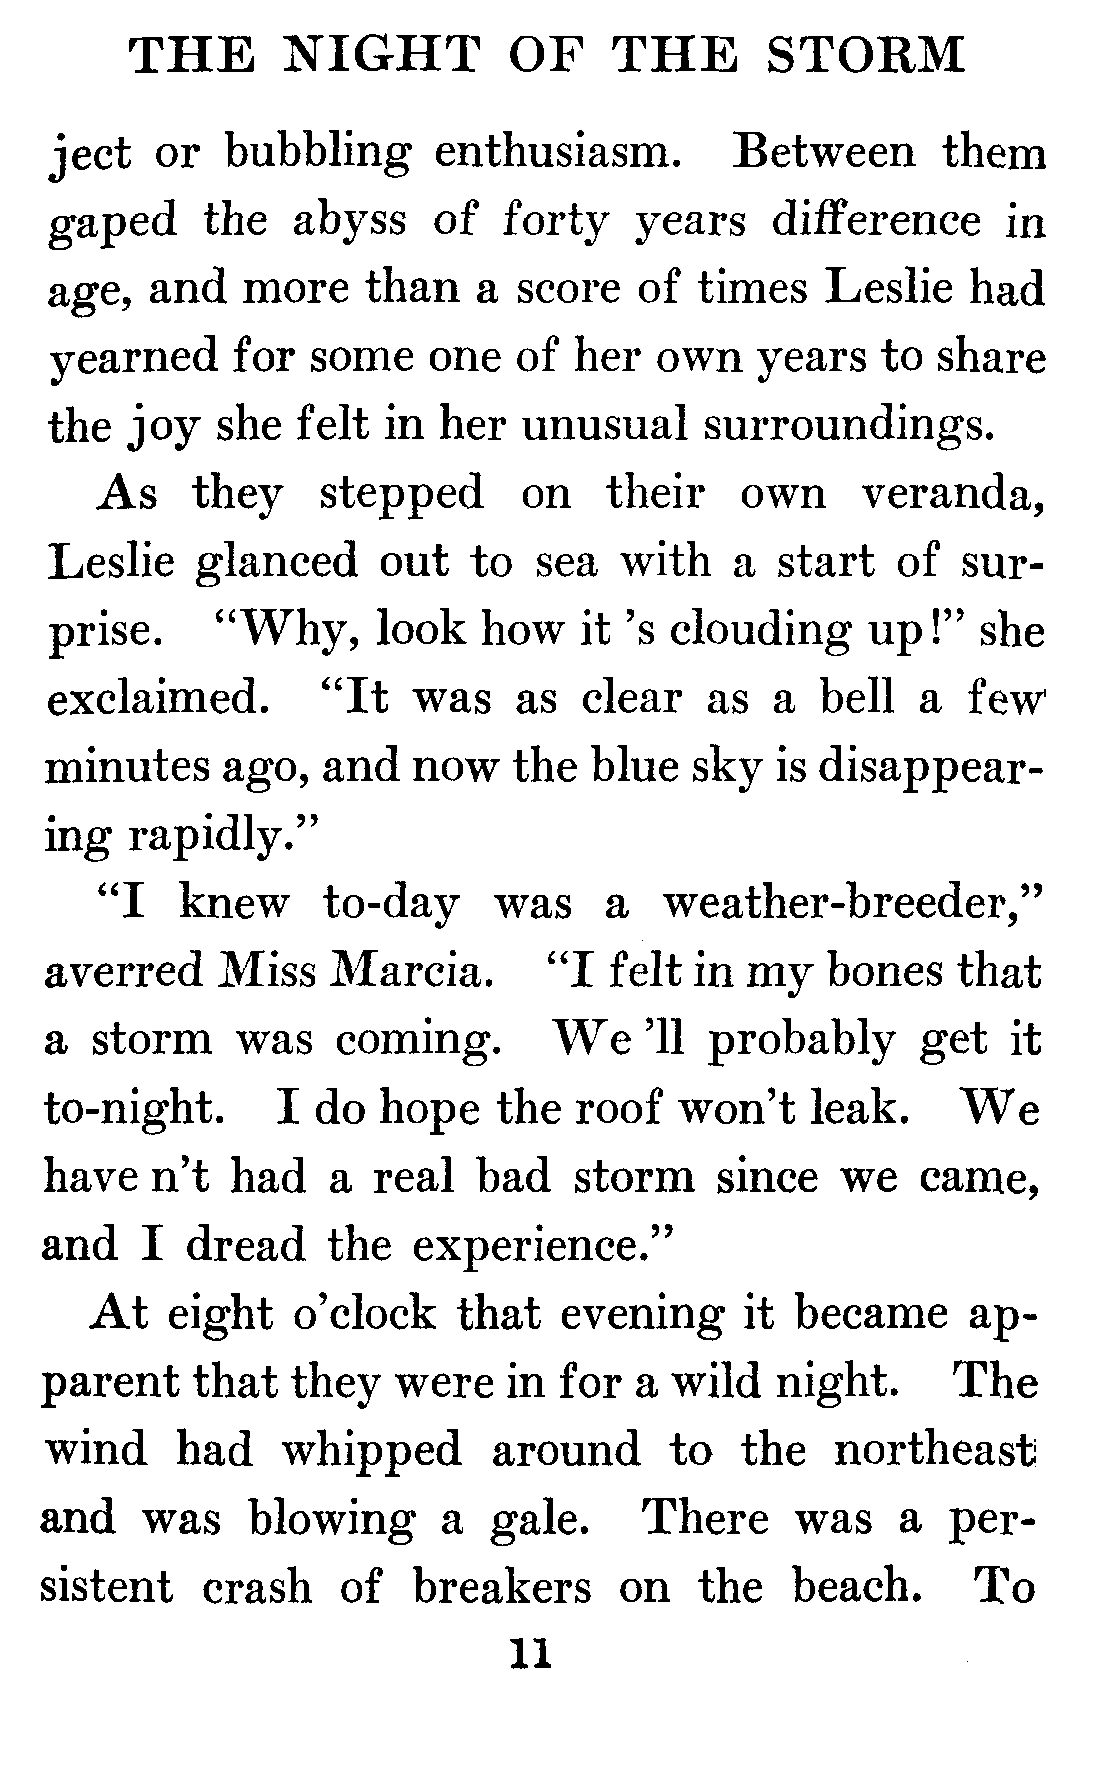 THE NIGHT OF THE STORM
ject or bubbling enthusiasm. Between them
gaped the abyss of forty years difference in
age, and more than a score of times Leslie had
yearned for some one of her own years to share
the joy she felt in her unusual surroundings.
As they stepped on their own veranda,
Leslie glanced out to sea with a start of sur-
prise. “Why, look how it ’s clouding up!” she
exclaimed. “It was as clear as a bell a few
minutes ago, and now the blue sky is disappear-
ing rapidly.”
“I knew to-day was a weather-breeder,”
averred Miss Marcia. “I felt in my bones that
a storm was coming. We ’ll probably get it
to-night. I do hope the roof won’t leak. We
have n’t had a real bad storm since we came,
and I dread the experience.”
At eight o’clock that evening it became ap-
parent that they were in for a wild night. The
wind had whipped around to the northeast
and was blowing a gale. There was a per-
sistent crash of breakers on the beach. To
11